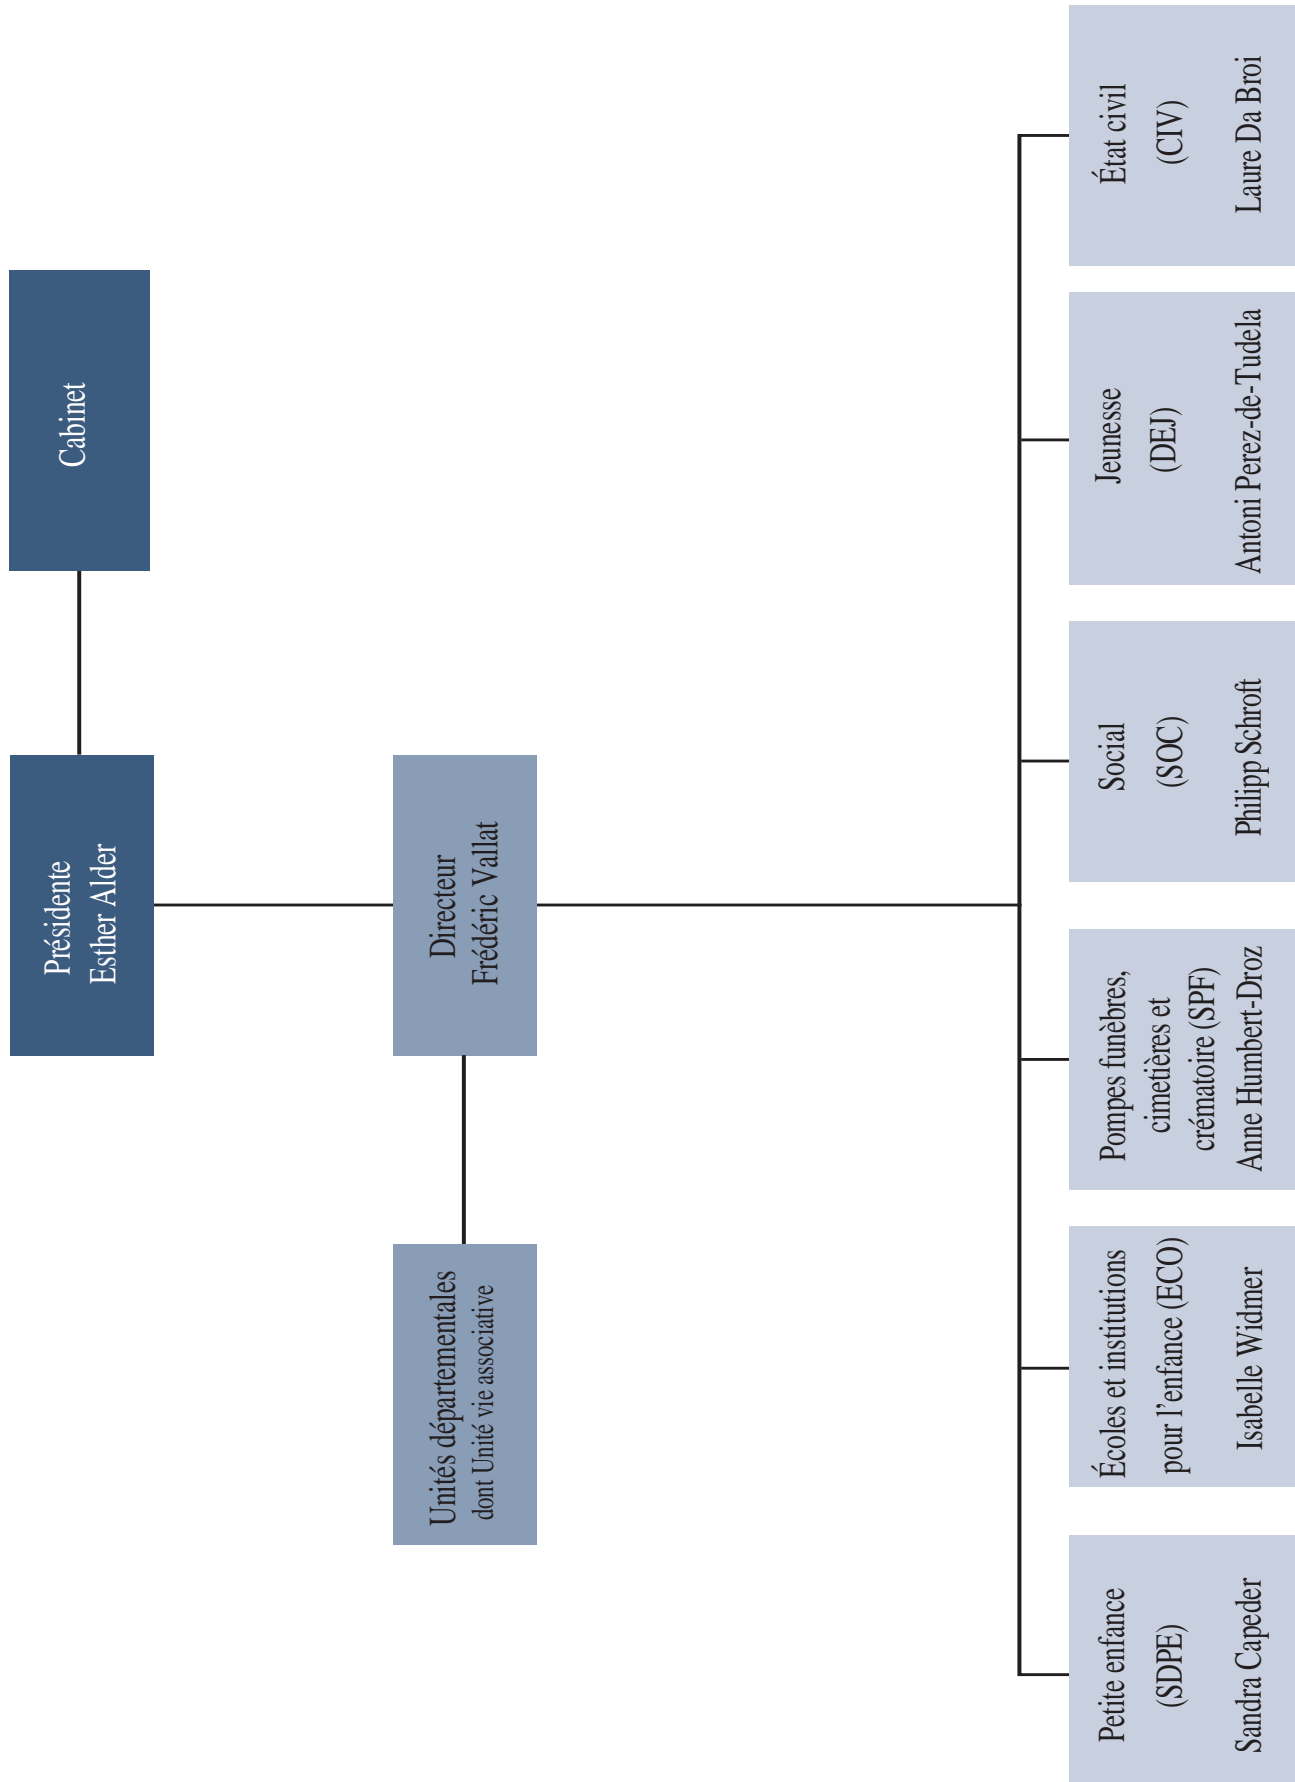 Présidente
Esther Alder
Cabinet
Unités départementales
dont Unité vie associative
Directeur
Frédéric Vallat
Petite enfance
(SDPE)
Sandra Capeder
Écoles et institutions
pour l'enfance (ECO)
Isabelle Widmer
Pompes funèbres,
cimetières et
crématoire (SPF)
Anne Humbert-Droz
Social
(SOC)
Philipp Schroft
Jeunesse
(DEJ)
Antoni Perez-de-Tudela
État civil
(CIV)
Laure Da Broi